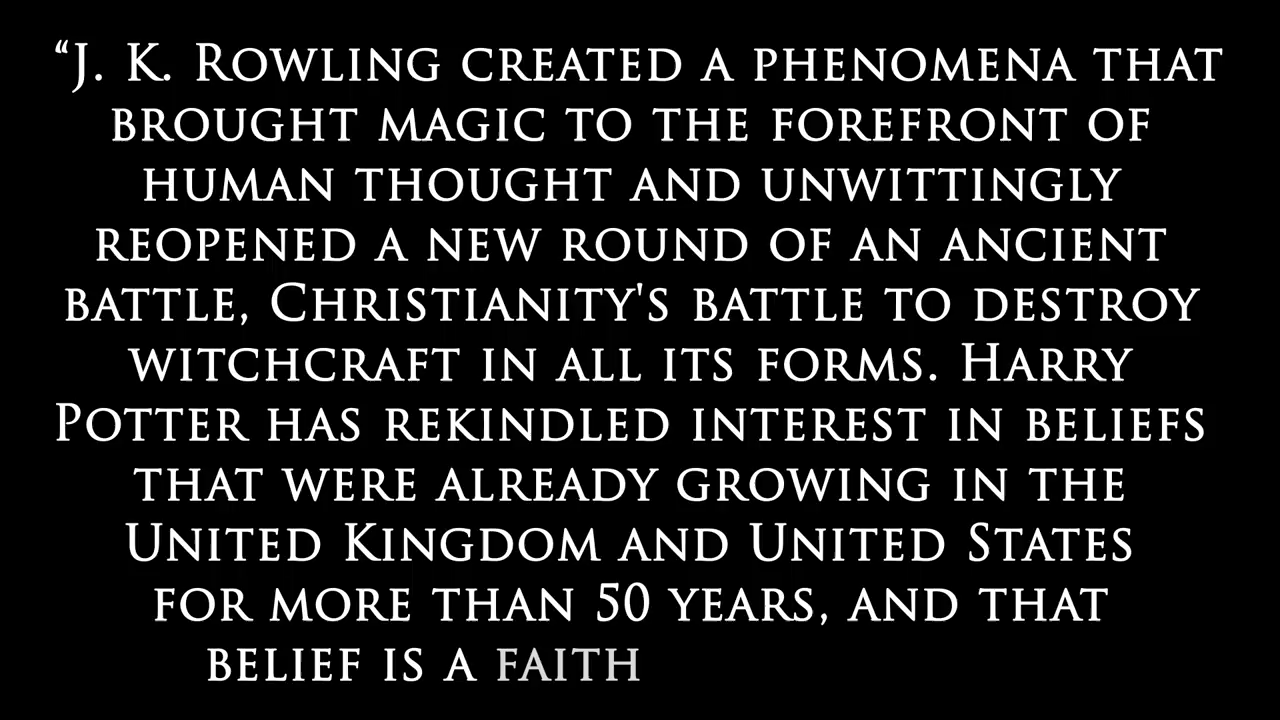 “J. K. Rowling created a phenomena that
brought magic to the forefront of
human thought and unwittingly
reopened a new round of an ancient
battle, Christianity's battle to destroy
witchcraft in all its forms. Harry
Potter has rekindled interest in beliefs
that were already growing in the
United Kingdom and United States
for more than 50 years, and that
belief is a faith